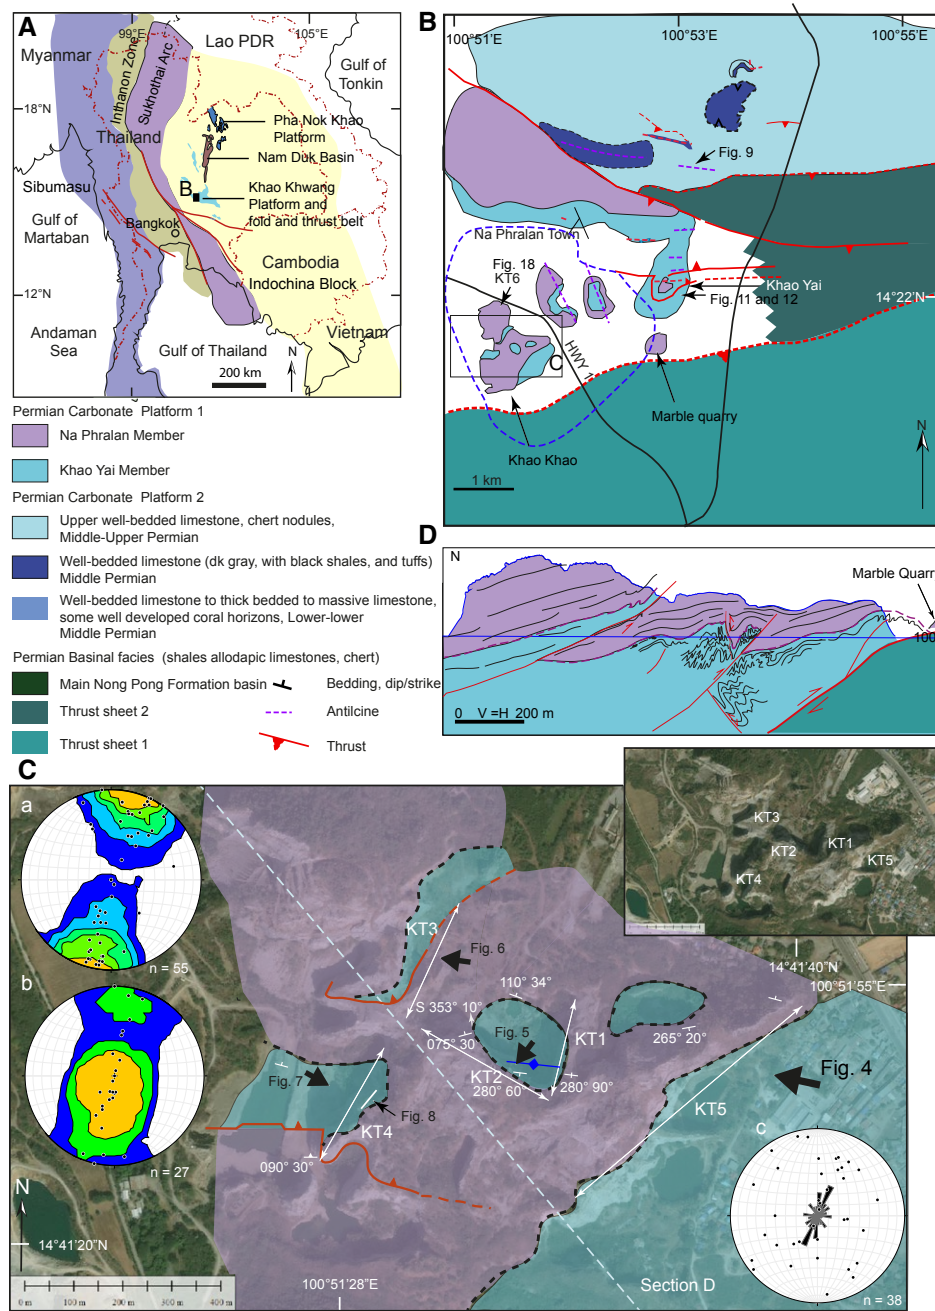 A
99°E
105°E
Myanmar
Lao PDR
Gulf of
Tonkin
Inthanon Zone
Sukhothai Arc
18°N
Thailand
Pha Nok Khao
Platform
Nam Duk Basin
Sibumasu
B
Khao Khwang
Platform and
fold and thrust belt
Gulf of
Martaban
Bangkok
Cambodia
Indochina Block
12°N
Andaman
Sea
Gulf of Thailand
Vietnam
200 km
N
B
100°51'E
100°53'E
100°55'E
Fig. 9
Na Phralan Town
Fig. 18
KT6
Khao Yai
Fig. 11 and 12
14°22'N
HWY 1
C
Marble quarry
Khao Khao
1 km
N
Permian Carbonate Platform 1
Na Phralan Member
Khao Yai Member
Permian Carbonate Platform 2
Upper well-bedded limestone, chert nodules,
Middle-Upper Permian
Well-bedded limestone (dk gray, with black shales, and tuffs)
Middle Permian
Well-bedded limestone to thick bedded to massive limestone,
some well developed coral horizons, Lower-lower
Middle Permian
Permian Basinal facies (shales allodapic limestones, chert)
Main Nong Pong Formation basin
Bedding, dip/strike
Thrust sheet 2
Antilcine
Thrust sheet 1
Thrust
D
N
Marble Quarr
100
0 V =H 200 m
C
a
n = 55
b
n = 27
KT3
KT2
KT1
KT5
KT4
14°41'40"N
100°51'55"E
KT3
Fig. 6
S 353° 10°
110° 34°
075° 30
Fig. 5
KT1
KT2
280° 60°
280° 90°
265° 20°
Fig. 4
Fig. 7
Fig. 8
KT4
KT5
090° 30°
c
n = 38
N
14°41'20"N
100°51'28"E
Section D
0 m 100 m 200 m 300 m 400 m